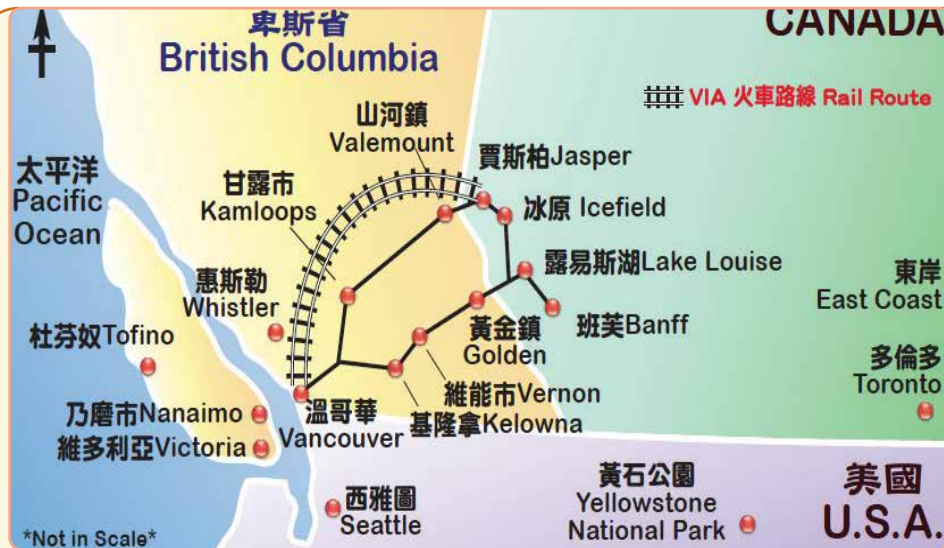 卑斯省
British Columbia
CANADA
VIA 火車路線 Rail Route
山河鎮
Valemount
賈斯柏Jasper
太平洋
Pacific
Ocean
甘露市
Kamloops
冰原 Icefield
露易斯湖Lake Louise
惠斯勒
Whistler
東岸
East Coast
杜芬奴Tofino
黃金鎮
Golden
班芙Banff
多倫多
Toronto
維能市Vernon
乃磨市Nanaimo
溫哥華
Vancouver
基隆拿Kelowna
維多利亞Victoria
西雅圖
Seattle
黃石公園
Yellowstone
National Park
美國
U.S.A.
*Not in Scale*